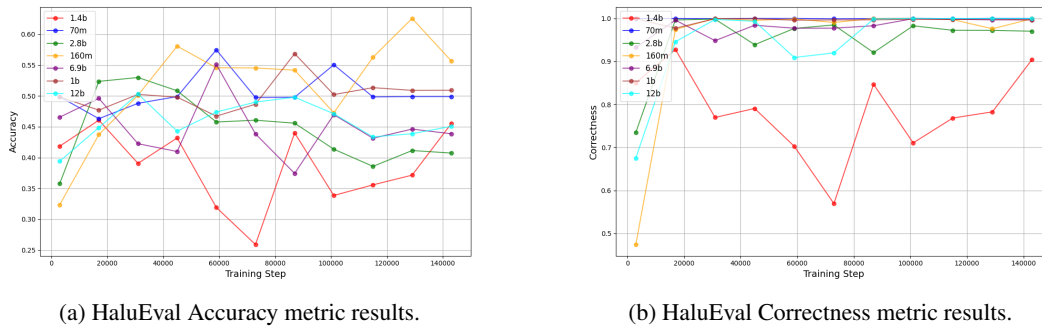 1.4b
70m
2.8b
160m
6.9b
1b
12b
0.60
0.55
0.50
0.45
0.40
0.35
0.30
0.25
Accuracy
0
20000
40000
60000
80000
100000
120000
140000
Training Step
(a) HaluEval Accuracy metric results.
1.4b
70m
2.8b
160m
6.9b
1b
12b
1.0
0.9
0.8
0.7
0.6
0.5
Correctness
0
20000
40000
60000
80000
100000
120000
140000
Training Step
(b) HaluEval Correctness metric results.